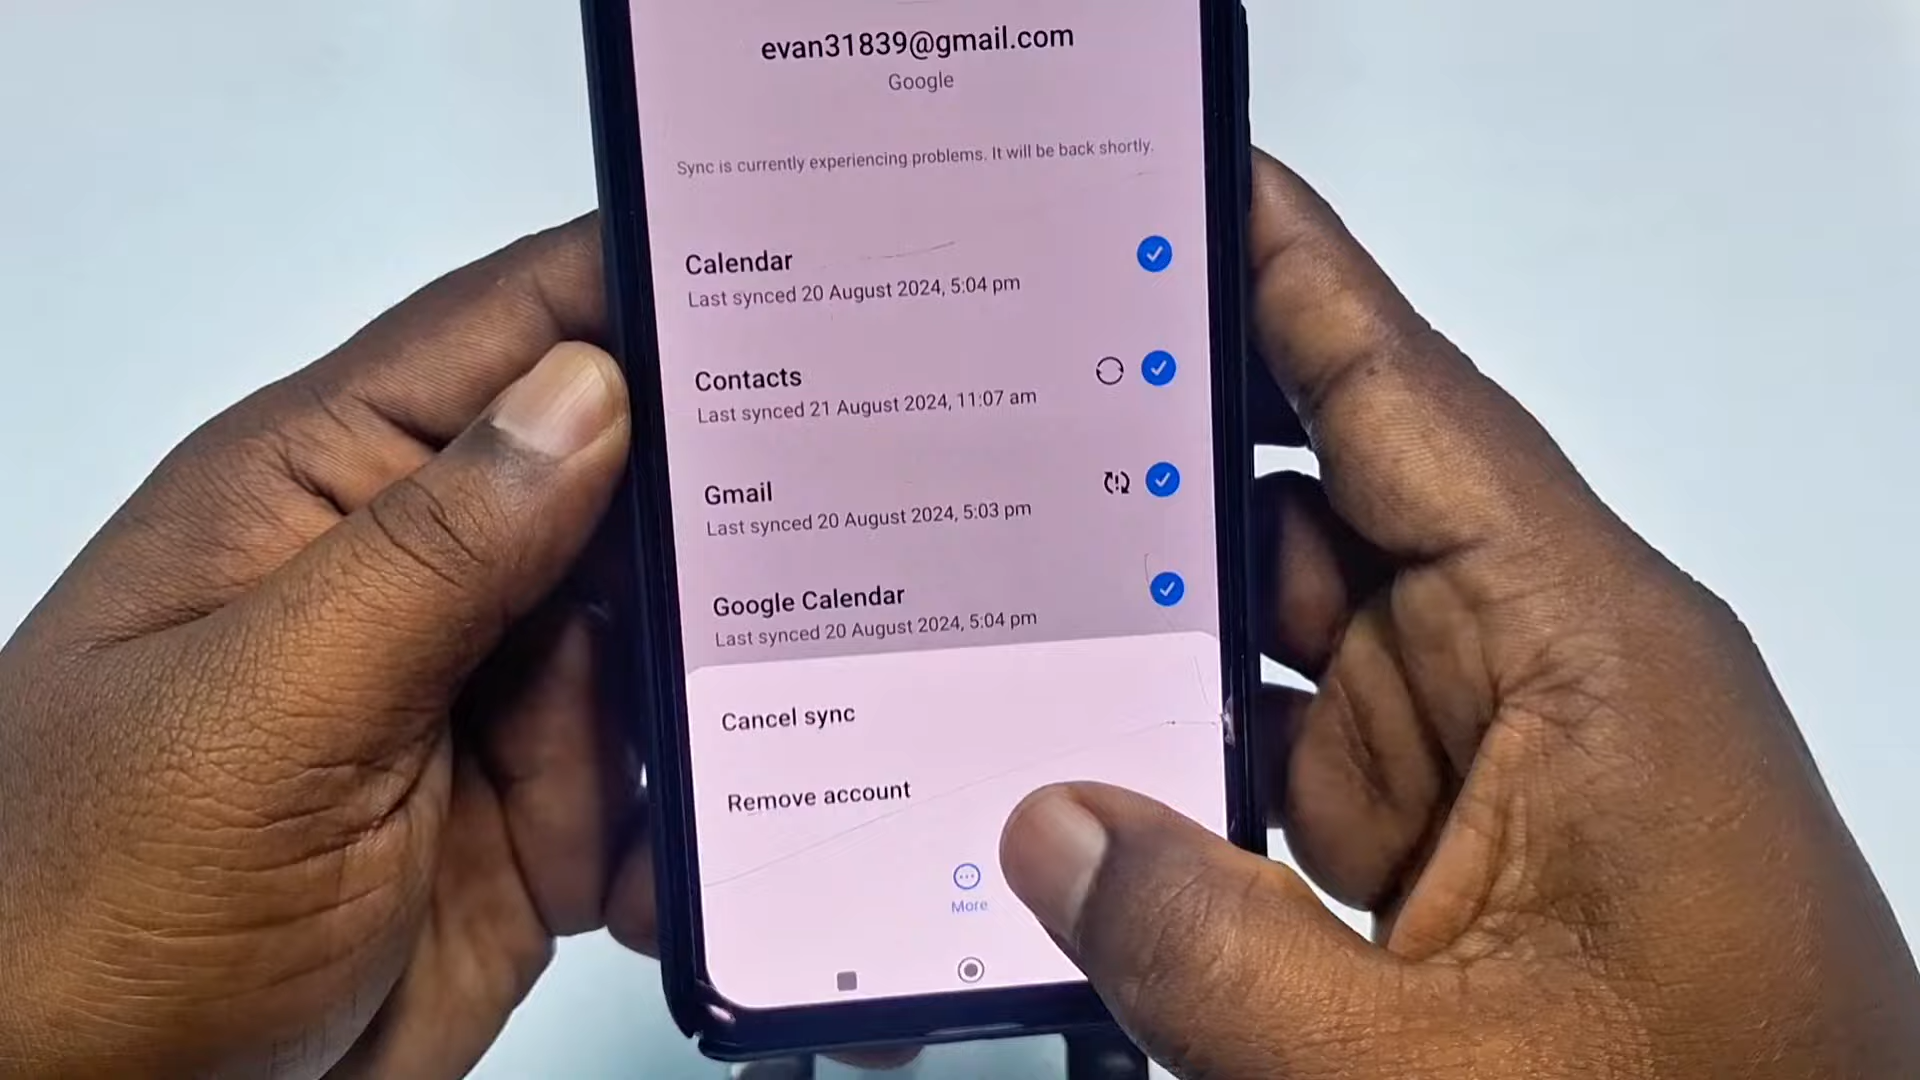 evan31839@gmail.com
Google
Sync is currently experiencing problems. It will be back shortly.
Calendar
Last synced 20 August 2024, 5:04 pm
Contacts
Last synced 21 August 2024, 11:07 am
Gmail
Last synced 20 August 2024, 5:03 pm
Google Calendar
Last synced 20 August 2024, 5:04 pm
Cancel sync
Remove account
More